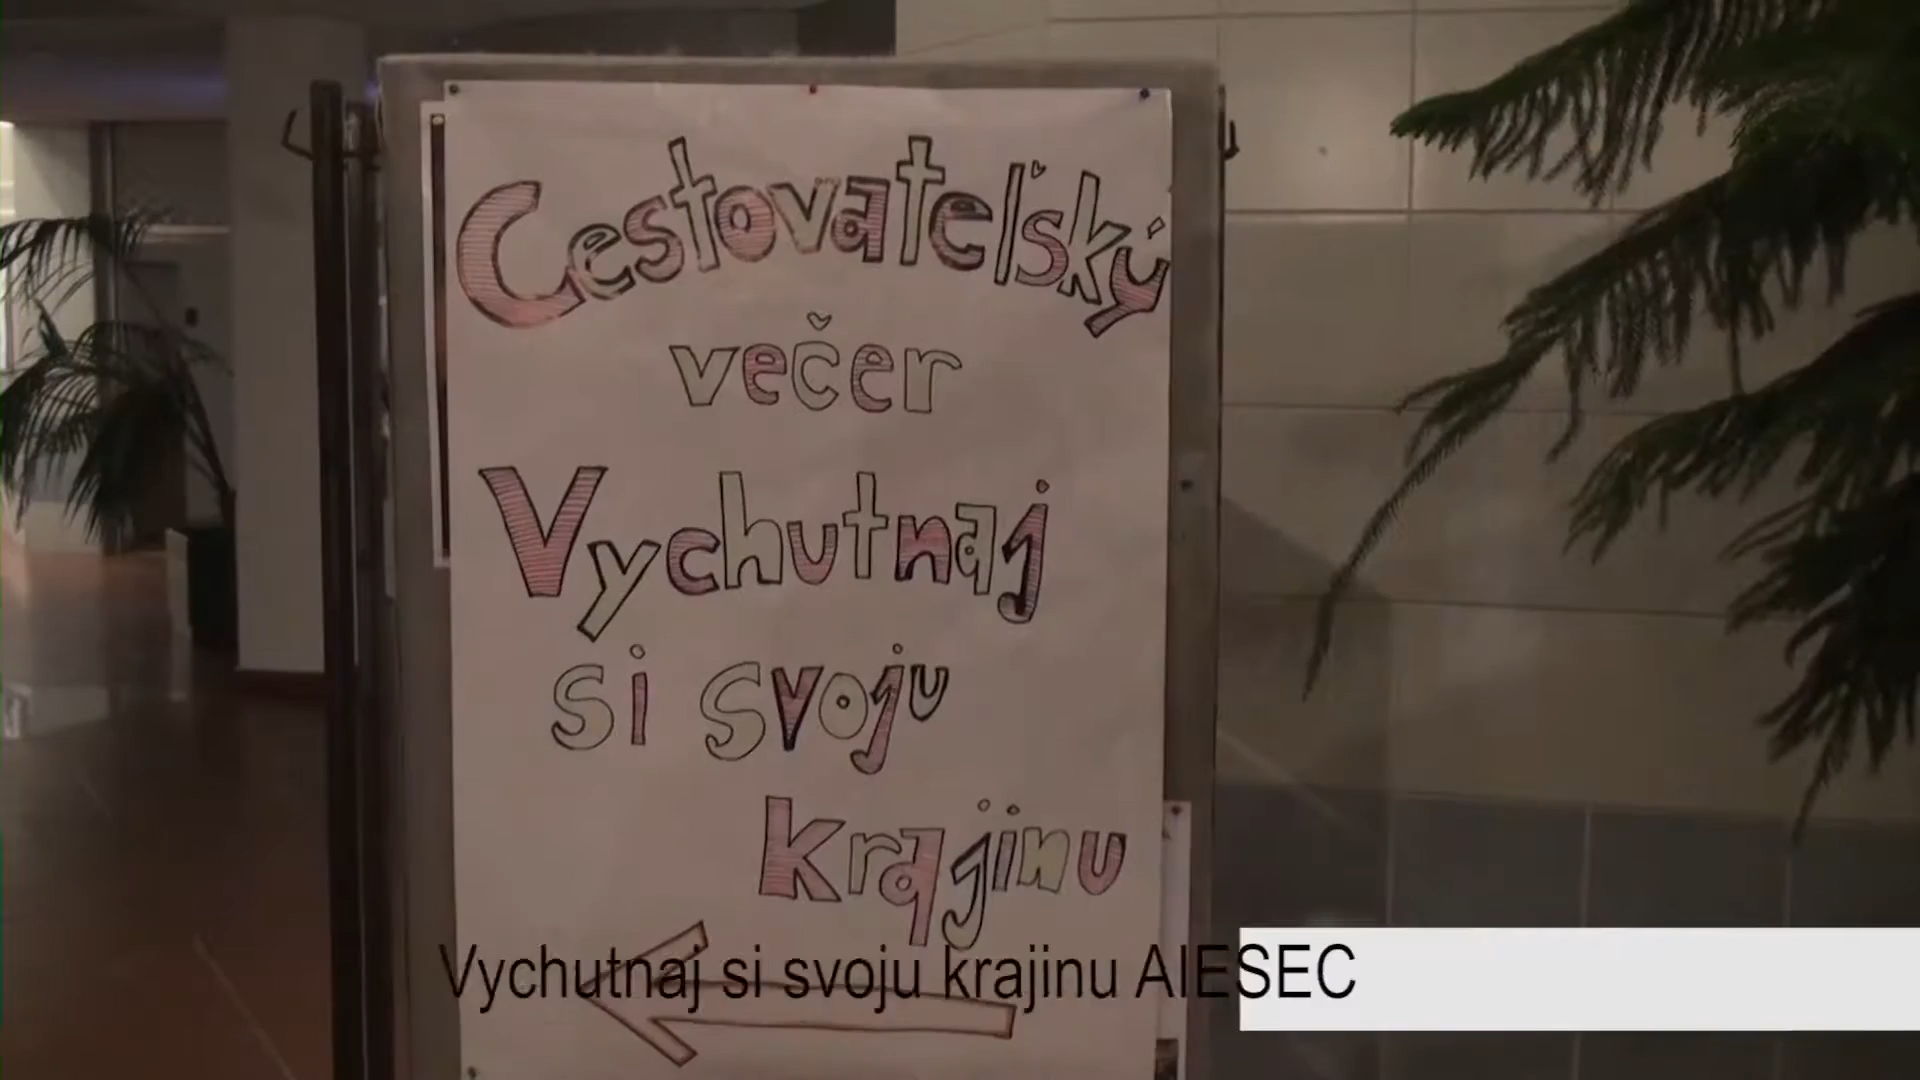 Cestovateľský
večer
Vychutnaj
si svoju
krajinu
Vychutnaj si svoju krajinu AIESEC